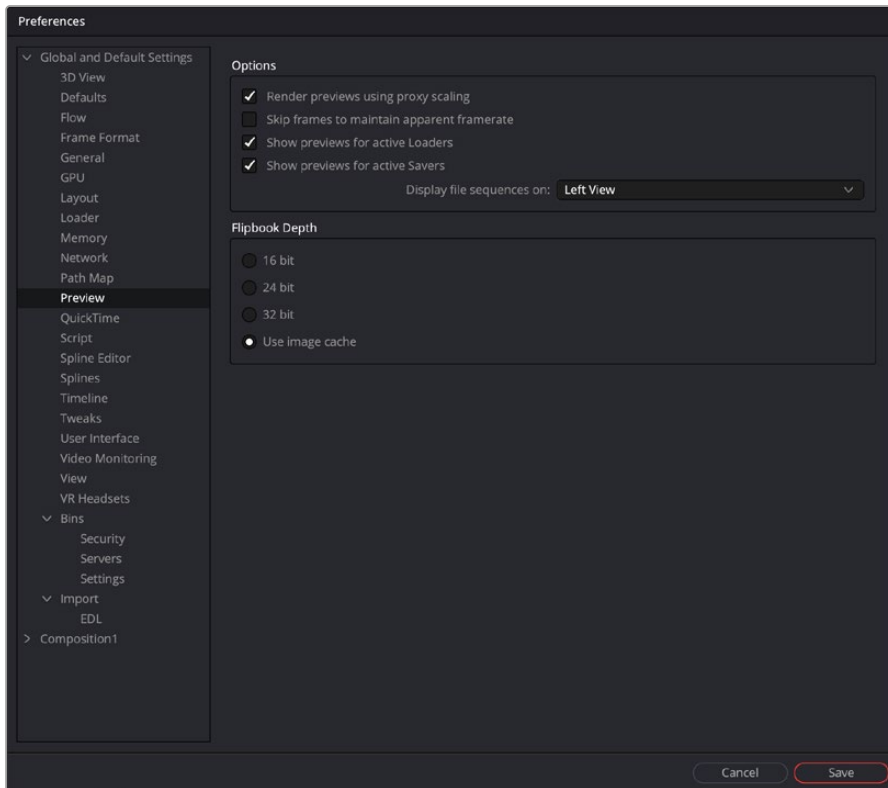 Preferences
Global and Default Settings
3D View
Defaults
Flow
Frame Format
General
GPU
Layout
Loader
Memory
Network
Path Map
Preview
QuickTime
Script
Spline Editor
Splines
Timeline
Tweaks
User Interface
Video Monitoring
View
VR Headsets
Bins
Security
Servers
Settings
Import
EDL
Composition1
Options
Render previews using proxy scaling
Skip frames to maintain apparent framerate
Show previews for active Loaders
Show previews for active Savers
Display file sequences on: Left View
Flipbook Depth
16 bit
24 bit
32 bit
Use image cache
Cancel Save